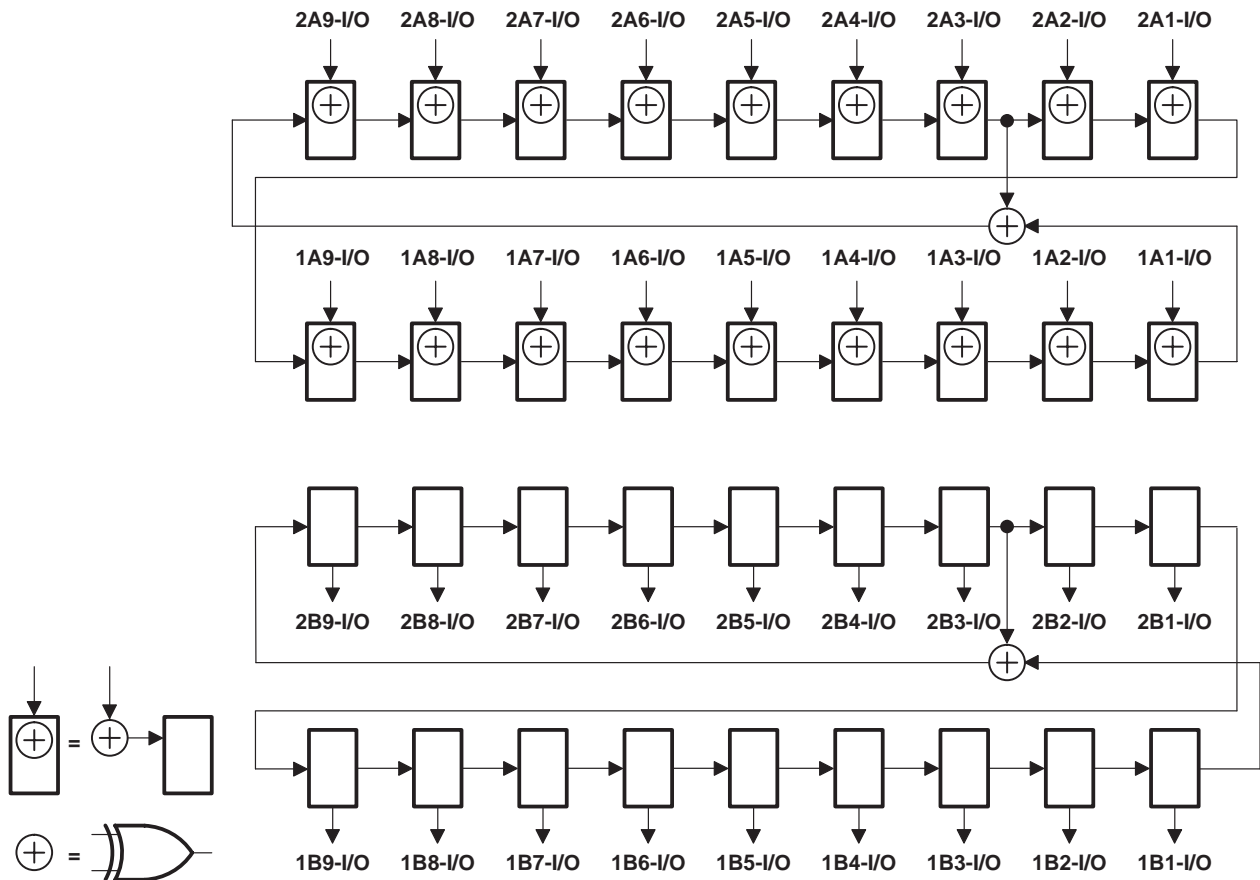 2A9-I/O 2A8-I/O 2A7-I/O 2A6-I/O 2A5-I/O 2A4-I/O 2A3-I/O 2A2-I/O 2A1-I/O
1A9-I/O 1A8-I/O 1A7-I/O 1A6-I/O 1A5-I/O 1A4-I/O 1A3-I/O 1A2-I/O 1A1-I/O
2B9-I/O 2B8-I/O 2B7-I/O 2B6-I/O 2B5-I/O 2B4-I/O 2B3-I/O 2B2-I/O 2B1-I/O
=
=
1B9-I/O 1B8-I/O 1B7-I/O 1B6-I/O 1B5-I/O 1B4-I/O 1B3-I/O 1B2-I/O 1B1-I/O